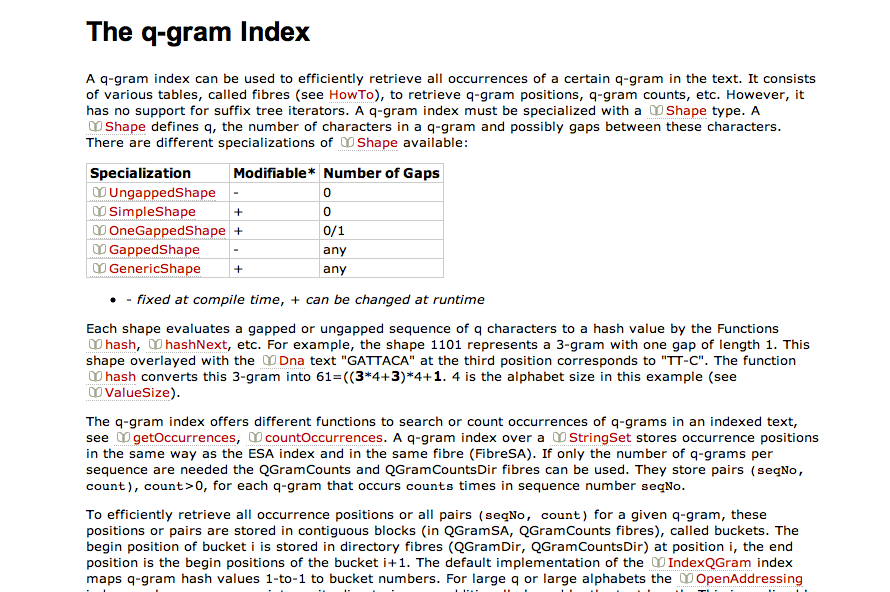 The q-gram Index
A q-gram index can be used to efficiently retrieve all occurrences of a certain q-gram in the text. It consists
of various tables, called fibres (see HowTo), to retrieve q-gram positions, q-gram counts, etc. However, it
has no support for suffix tree iterators. A q-gram index must be specialized with a Shape type. A
Shape defines q, the number of characters in a q-gram and possibly gaps between these characters.
There are different specializations of Shape available:
Specialization Modifiable* Number of Gaps
UngappedShape - 0
SimpleShape + 0
OneGappedShape + 0/1
GappedShape - any
GenericShape + any
• - fixed at compile time, + can be changed at runtime
Each shape evaluates a gapped or ungapped sequence of q characters to a hash value by the Functions
hash, hashNext, etc. For example, the shape 1101 represents a 3-gram with one gap of length 1. This
shape overlayed with the Dna text "GATTACA" at the third position corresponds to "TT-C". The function
hash converts this 3-gram into 61=((3*4+3)*4+1. 4 is the alphabet size in this example (see
ValueSize).
The q-gram index offers different functions to search or count occurrences of q-grams in an indexed text,
see getOccurrences, countOccurrences. A q-gram index over a StringSet stores occurrence positions
in the same way as the ESA index and in the same fibre (FibreSA). If only the number of q-grams per
sequence are needed the QGramCounts and QGramCountsDir fibres can be used. They store pairs (seqNo,
count), count>0, for each q-gram that occurs counts times in sequence number seqNo.
To efficiently retrieve all occurrence positions or all pairs (seqNo, count) for a given q-gram, these
positions or pairs are stored in contiguous blocks (in QGramSA, QGramCounts fibres), called buckets. The
begin position of bucket i is stored in directory fibres (QGramDir, QGramCountsDir) at position i, the end
position is the begin positions of the bucket i+1. The default implementation of the IndexQGram index
maps q-gram hash values 1-to-1 to bucket numbers. For large q or large alphabets the OpenAddressing